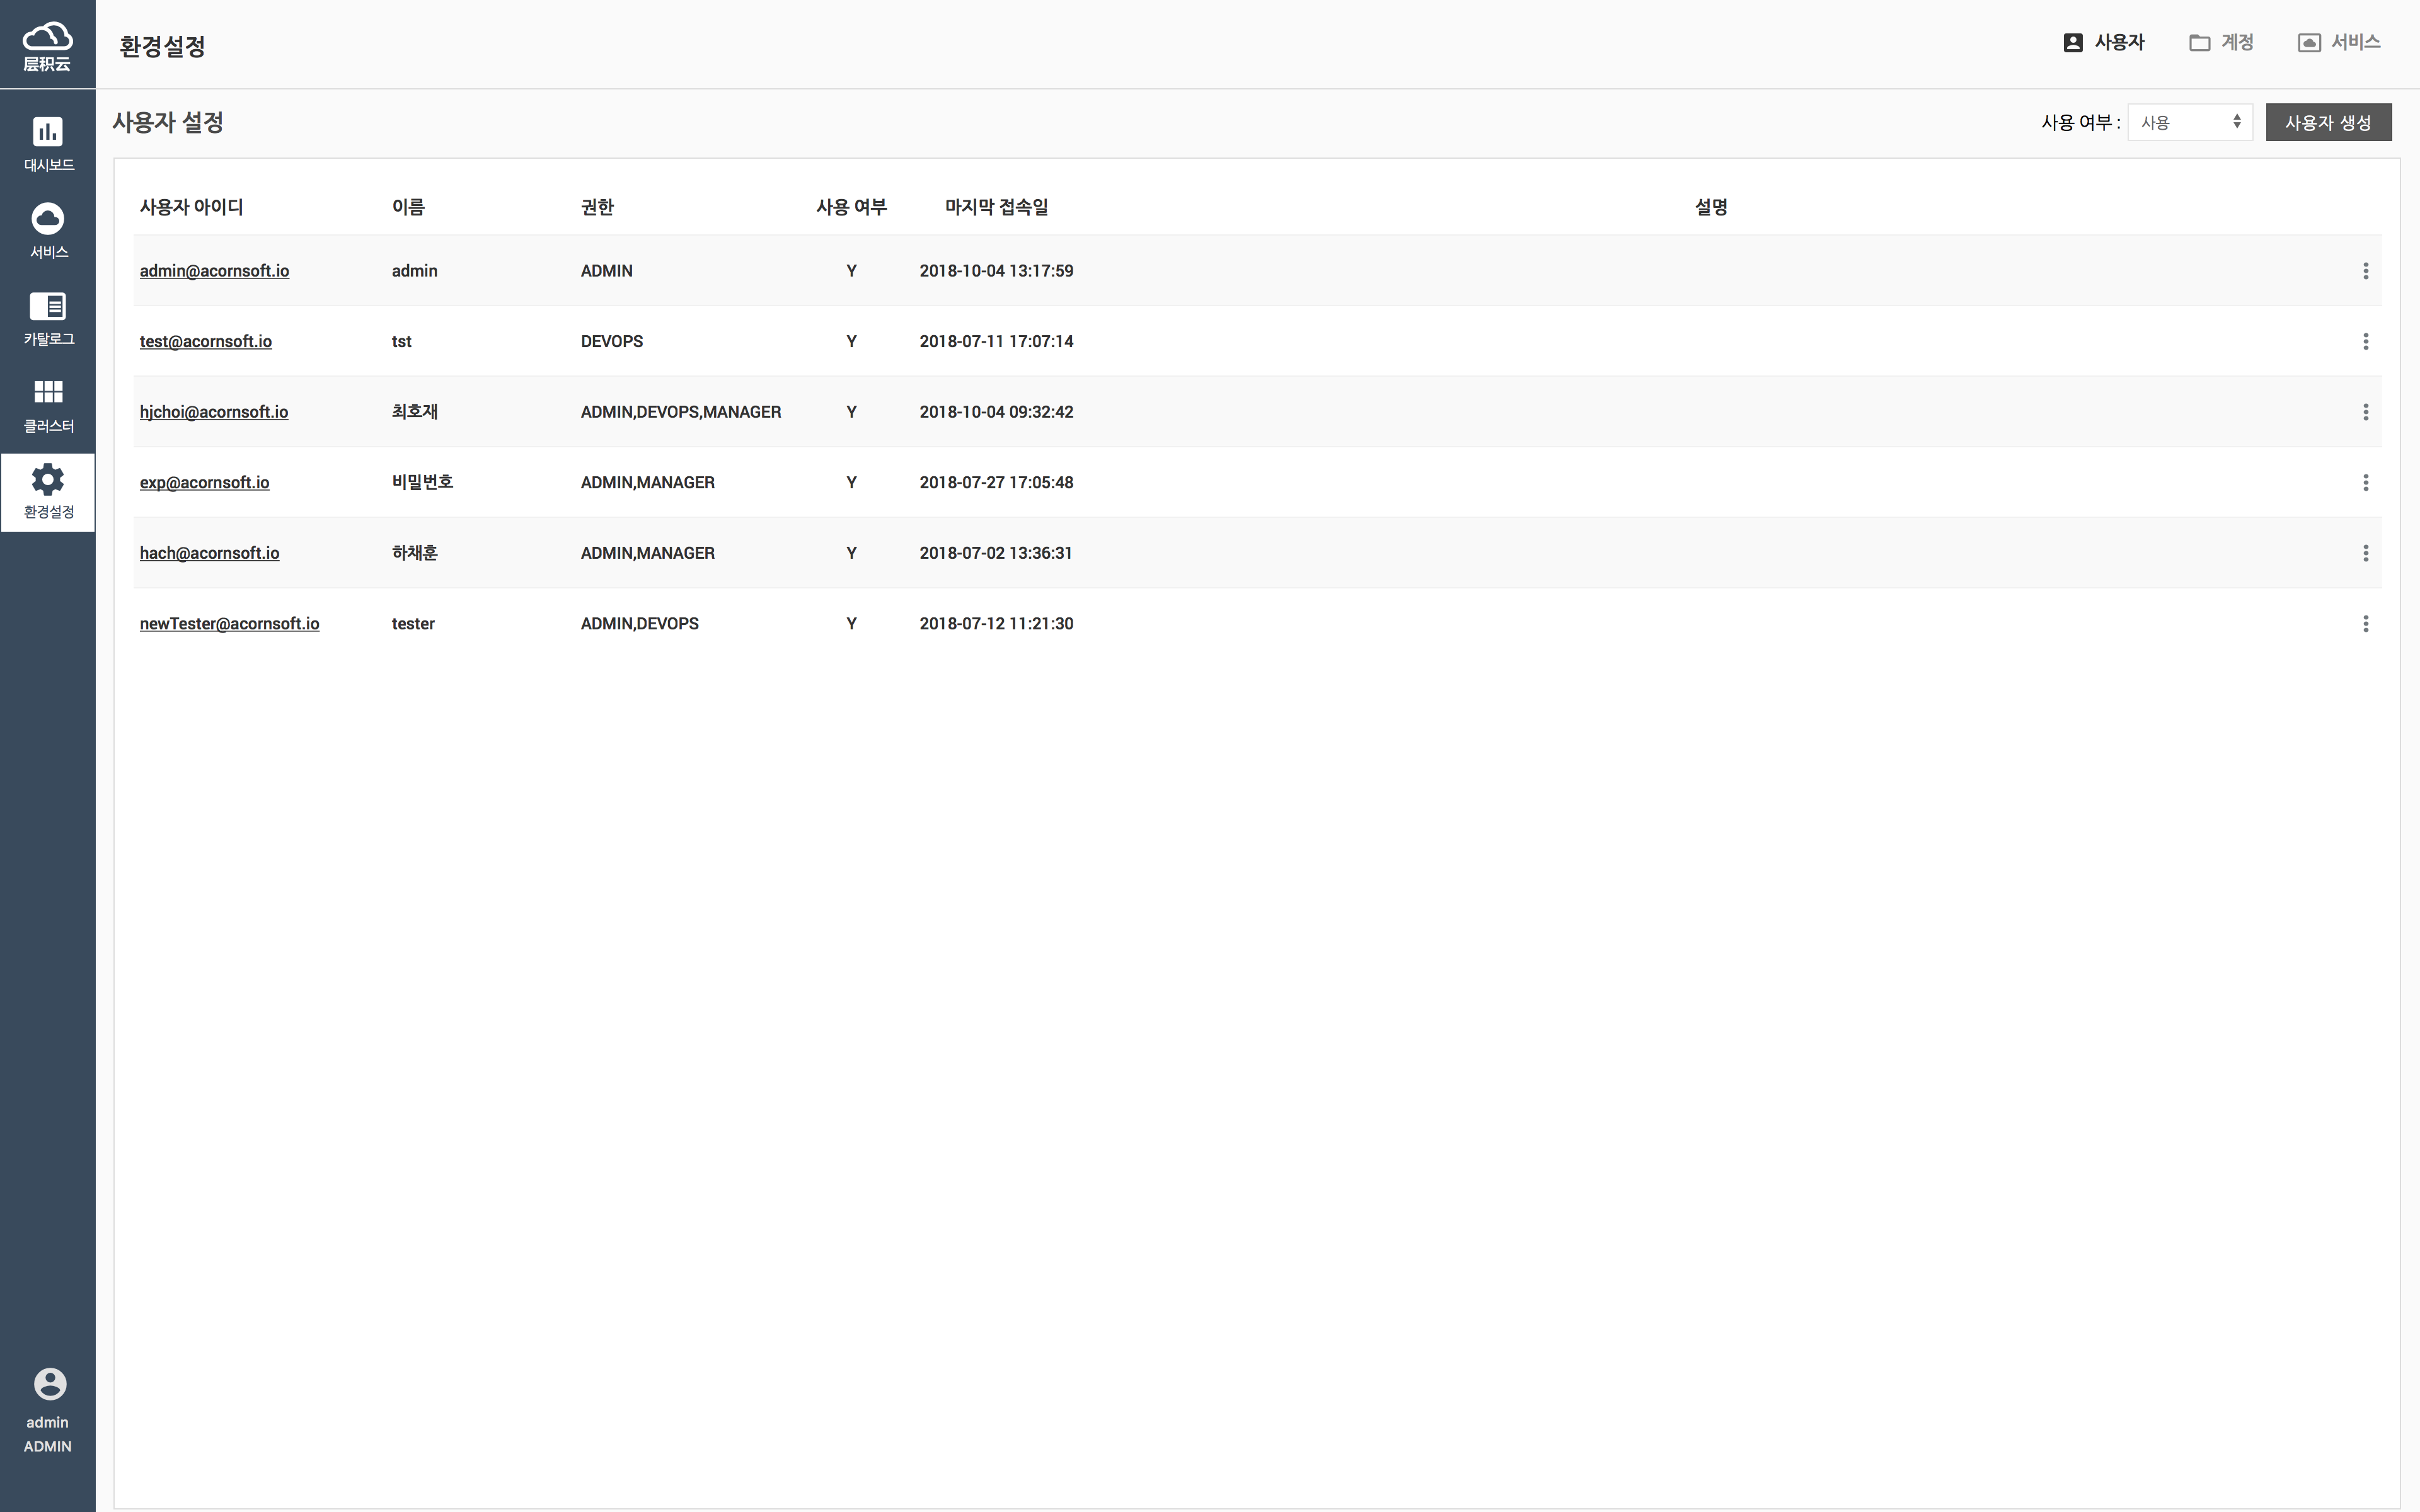 层积云
환경설정
사용자
계정
서비스
대시보드
서비스
카탈로그
클러스터
환경설정
사용자 설정
사용 여부 : 사용
사용자 생성
사용자 아이디 이름 권한 사용 여부 마지막 접속일 설명
admin@acornsoft.io admin ADMIN Y 2018-10-04 13:17:59
test@acornsoft.io tst DEVOPS Y 2018-07-11 17:07:14
hjchoi@acornsoft.io 최호재 ADMIN,DEVOPS,MANAGER Y 2018-10-04 09:32:42
exp@acornsoft.io 비밀번호 ADMIN,MANAGER Y 2018-07-27 17:05:48
hach@acornsoft.io 하채훈 ADMIN,MANAGER Y 2018-07-02 13:36:31
newTester@acornsoft.io tester ADMIN,DEVOPS Y 2018-07-12 11:21:30
admin
ADMIN